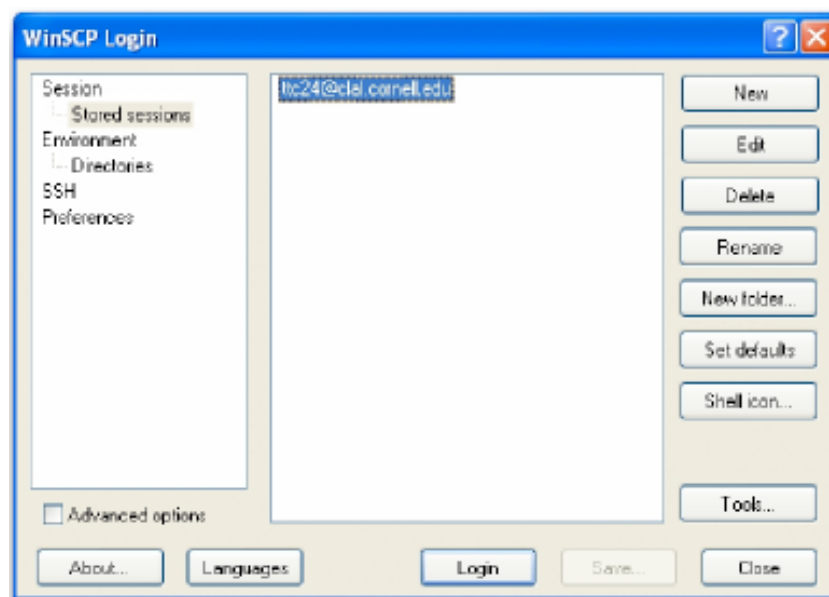 WinSCP Login
Session
Stored sessions
Environment
Directories
SSH
Preferences
Advanced options
ltc24@clal.cornell.edu
New
Edit
Delete
Rename
New folder...
Set defaults
Shell icon...
Tools...
About...
Languages
Login
Save...
Close